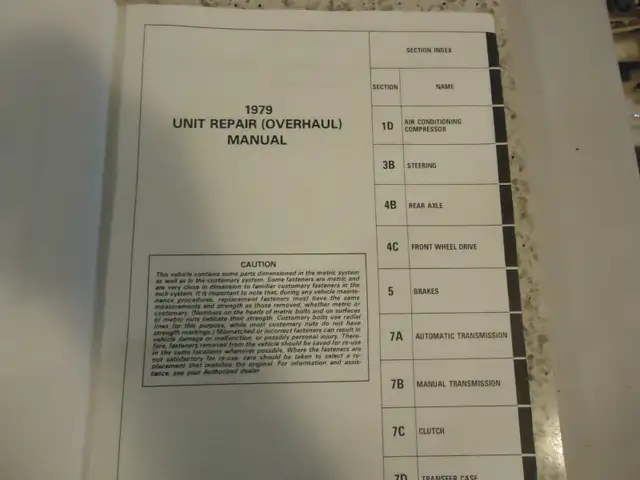 1979
UNIT REPAIR (OVERHAUL)
MANUAL
CAUTION
This vehicle contains some parts dimensioned in the metric system
as well as in the customary system. Some fasteners are metric and
are very close in dimension to familiar customary fasteners in the
inch system. It is important to note that, during any vehicle mainte-
nance procedures, replacement fasteners must have the same
measurements and strength as those removed, whether metric or
customary. (Numbers on the heads of metric bolts and on surfaces
of metric nuts indicate their strength. Customary bolts use radial
lines for this purpose, while most customary nuts do not have
strength markings.) Mismatched or incorrect fasteners can result in
vehicle damage or malfunction, or possibly personal injury. There-
fore, fasteners removed from the vehicle should be saved for re-use
in the same locations whenever possible. Where the fasteners are
not satisfactory for re-use, care should be taken to select a re-
placement that matches the original. For information and assis-
tance, see your Authorized dealer
SECTION INDEX
SECTION NAME
1D AIR CONDITIONING
COMPRESSOR
3B STEERING
4B REAR AXLE
4C FRONT WHEEL DRIVE
5 BRAKES
7A AUTOMATIC TRANSMISSION
7B MANUAL TRANSMISSION
7C CLUTCH
7D TRANSFER CASE